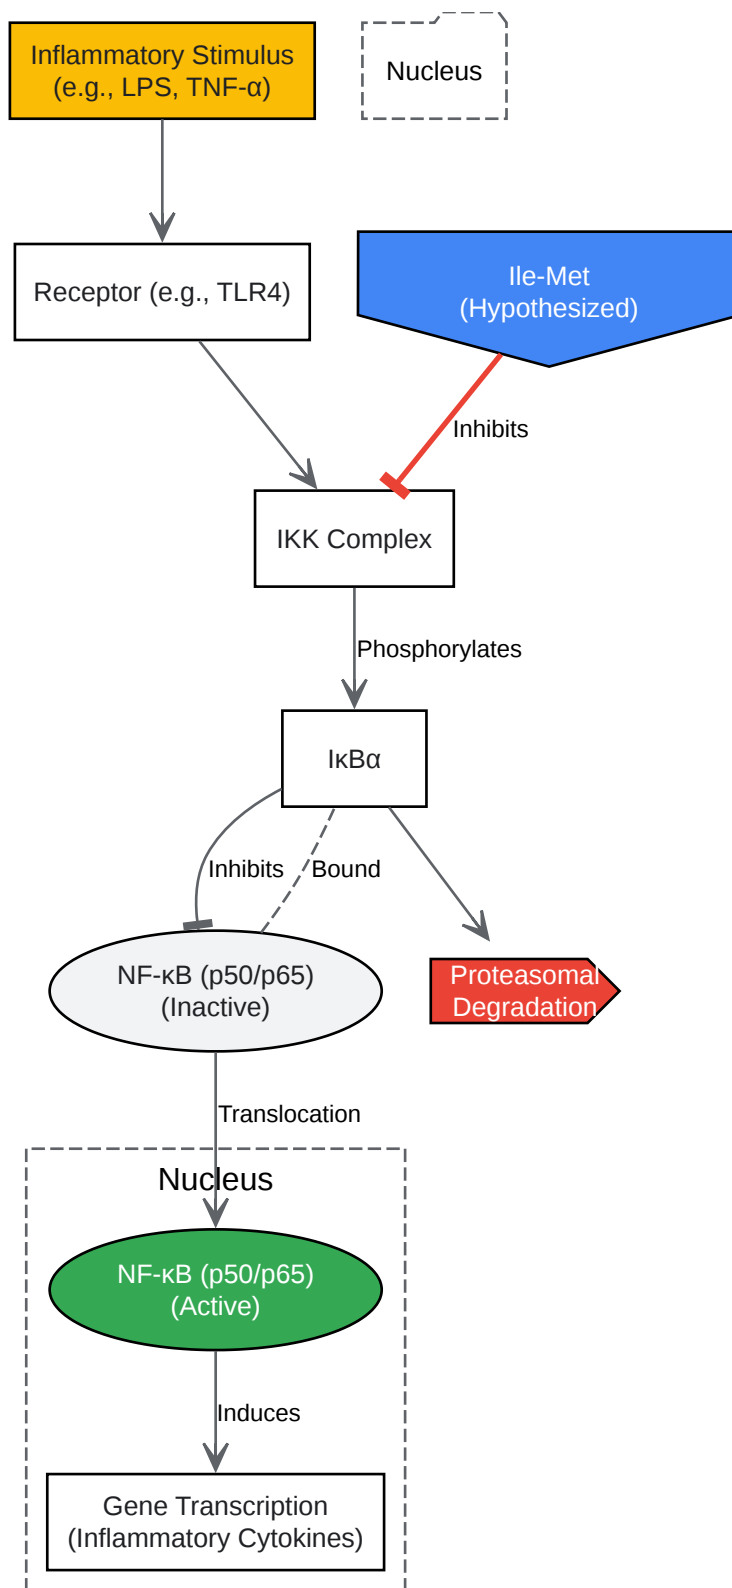 Inflammatory Stimulus
(e.g., LPS, TNF-α)
Nucleus
Receptor (e.g., TLR4)
Ile-Met
(Hypothesized)
Inhibits
IKK Complex
Phosphorylates
IκBα
Inhibits
Bound
NF-κB (p50/p65)
(Inactive)
Proteasomal
Degradation
Translocation
Nucleus
NF-κB (p50/p65)
(Active)
Induces
Gene Transcription
(Inflammatory Cytokines)